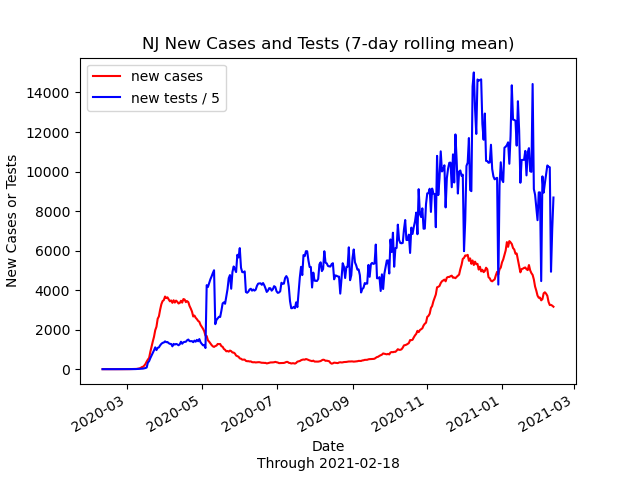 NJ New Cases and Tests (7-day rolling mean)
new cases
new tests / 5
14000
12000
10000
8000
6000
4000
2000
0
New Cases or Tests
2020-03
2020-05
2020-07
2020-09
2020-11
2021-01
2021-03
Date
Through 2021-02-18